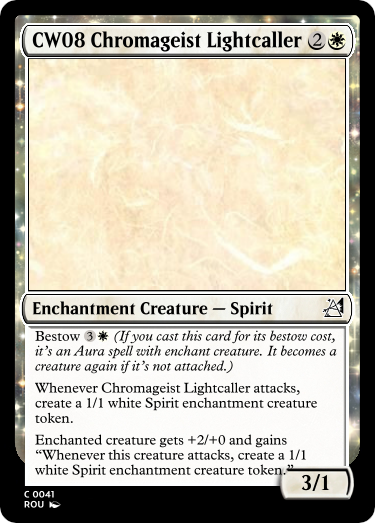 CW08 Chromageist Lightcaller 2
Enchantment Creature — Spirit
Bestow 3 (If you cast this card for its bestow cost,
it's an Aura spell with enchant creature. It becomes a
creature again if it's not attached.)
Whenever Chromageist Lightcaller attacks,
create a 1/1 white Spirit enchantment creature
token.
Enchanted creature gets +2/+0 and gains
“Whenever this creature attacks, create a 1/1
white Spirit enchantment creature token.”
3/1
C 0041
ROU